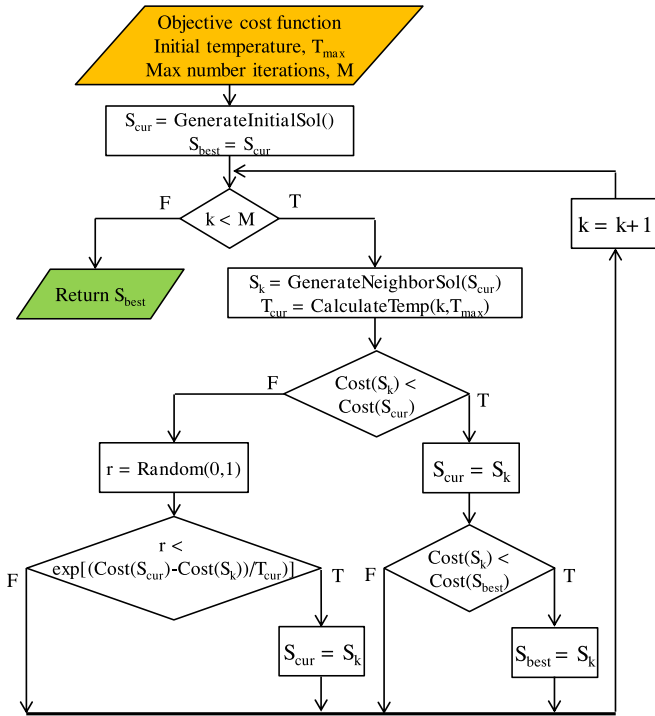 Objective cost function
Initial temperature, Tmax
Max number iterations, M
Scur = GenerateInitialSol()
Sbest = Scur
F
T
k < M
k = k+1
Return Sbest
Sk = GenerateNeighborSol(Scur)
Tcur = CalculateTemp(k,Tmax)
F
Cost(Sk) <
Cost(Scur)
T
r = Random(0,1)
Scur = Sk
r <
exp[(Cost(Scur)-Cost(Sk))/Tcur)]
F
T
Cost(Sk) <
Cost(Sbest)
F
T
Scur = Sk
Sbest = Sk